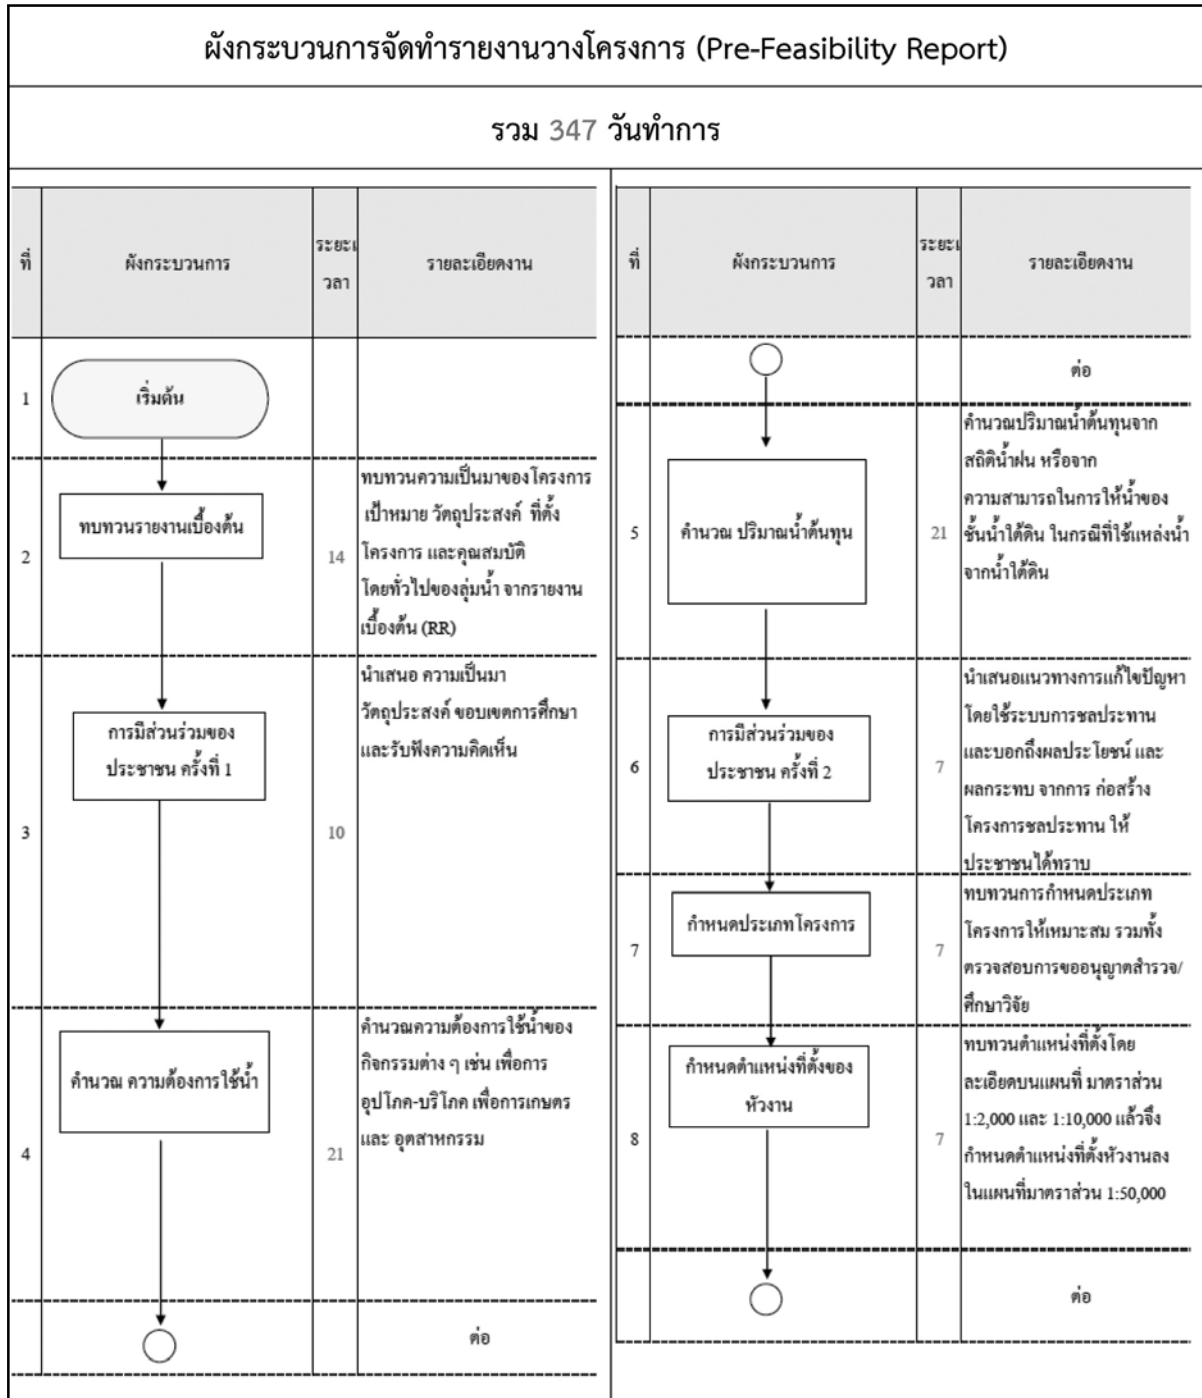 ผังกระบวนการจัดทำรายงานวางโครงการ (Pre-Feasibility Report)
รวม 347 วันทำการ
ที่
ผังกระบวนการ
ระยะเ
วลา
รายละเอียดงาน
1
เริ่มต้น
2
ทบทวนรายงานเบื้องต้น
14
ทบทวนความเป็นมาของโครงการ
เป้าหมาย วัตถุประสงค์ ที่ตั้ง
โครงการ และคุณสมบัติ
โดยทั่วไปของลุ่มน้ำ จากรายงาน
เบื้องต้น (RR)
3
การมีส่วนร่วมของ
ประชาชน ครั้งที่ 1
10
นำเสนอ ความเป็นมา
วัตถุประสงค์ ขอบเขตการศึกษา
และรับฟังความคิดเห็น
4
คำนวณ ความต้องการใช้น้ำ
21
คำนวณความต้องการใช้น้ำของ
กิจกรรมต่าง ๆ เช่น เพื่อการ
อุปโภค-บริโภค เพื่อการเกษตร
และ อุตสาหกรรม
ต่อ
ที่
ผังกระบวนการ
ระยะเ
วลา
รายละเอียดงาน
ต่อ
5
คำนวณ ปริมาณน้ำต้นทุน
21
คำนวณปริมาณน้ำต้นทุนจาก
สถิติน้ำฝน หรือจาก
ความสามารถในการให้น้ำของ
ชั้นน้ำใต้ดิน ในกรณีที่ใช้แหล่งน้ำ
จากน้ำใต้ดิน
6
การมีส่วนร่วมของ
ประชาชน ครั้งที่ 2
7
นำเสนอแนวทางการแก้ไขปัญหา
โดยใช้ระบบการชลประทาน
และบอกถึงผลประโยชน์ และ
ผลกระทบ จากการ ก่อสร้าง
โครงการชลประทาน ให้
ประชาชนได้ทราบ
7
กำหนดประเภทโครงการ
7
ทบทวนการกำหนดประเภท
โครงการให้เหมาะสม รวมทั้ง
ตรวจสอบการขออนุญาตสำรวจ/
ศึกษาวิจัย
8
กำหนดตำแหน่งที่ตั้งของ
หัวงาน
7
ทบทวนตำแหน่งที่ตั้งโดย
ละเอียดบนแผนที่ มาตราส่วน
1:2,000 และ 1:10,000 แล้วจึง
กำหนดตำแหน่งที่ตั้งหัวงานลง
ในแผนที่มาตราส่วน 1:50,000
ต่อ